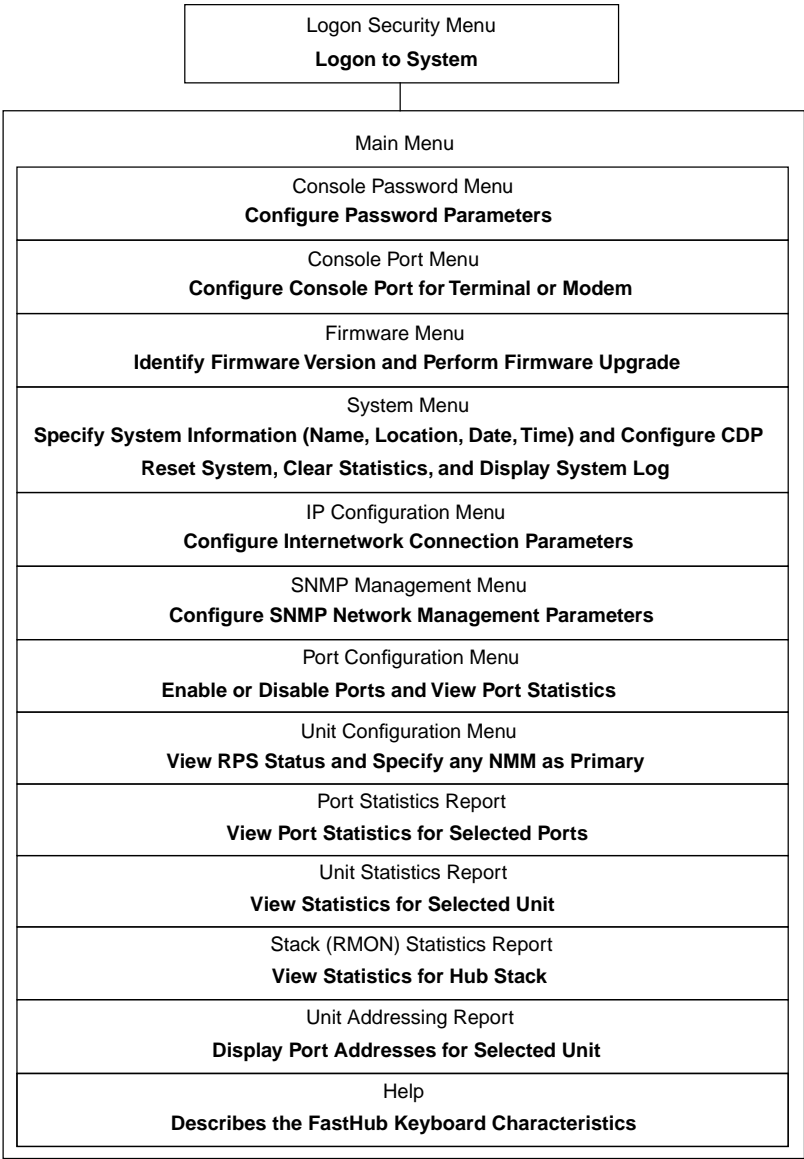 Logon Security Menu
Logon to System
Main Menu
Console Password Menu
Configure Password Parameters
Console Port Menu
Configure Console Port for Terminal or Modem
Firmware Menu
Identify Firmware Version and Perform Firmware Upgrade
System Menu
Specify System Information (Name, Location, Date, Time) and Configure CDP
Reset System, Clear Statistics, and Display System Log
IP Configuration Menu
Configure Internetwork Connection Parameters
SNMP Management Menu
Configure SNMP Network Management Parameters
Port Configuration Menu
Enable or Disable Ports and View Port Statistics
Unit Configuration Menu
View RPS Status and Specify any NMM as Primary
Port Statistics Report
View Port Statistics for Selected Ports
Unit Statistics Report
View Statistics for Selected Unit
Stack (RMON) Statistics Report
View Statistics for Hub Stack
Unit Addressing Report
Display Port Addresses for Selected Unit
Help
Describes the FastHub Keyboard Characteristics